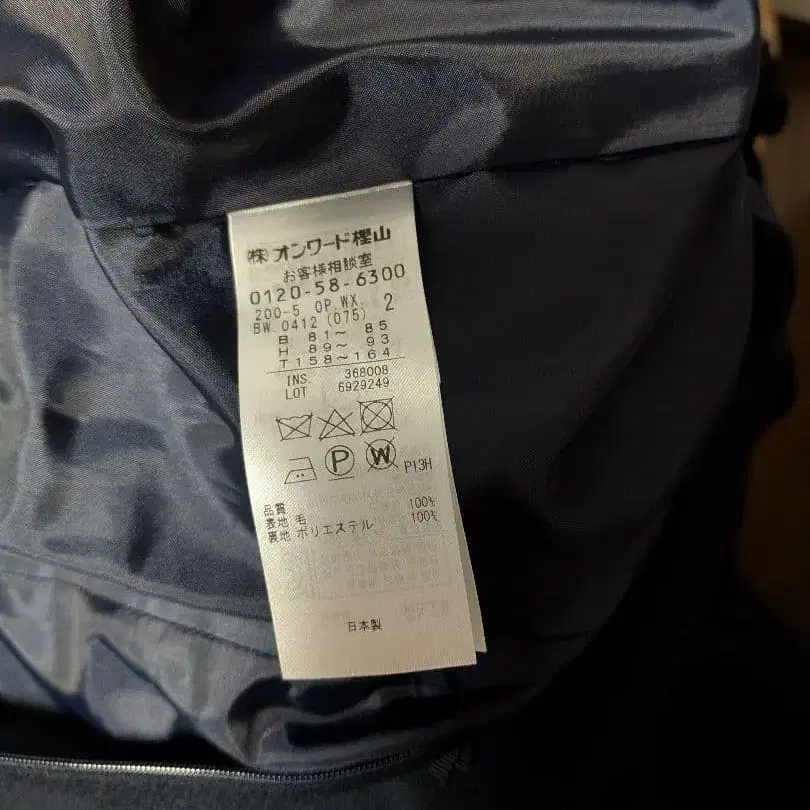 ㈱オンワード樫山
お客様相談室
0120-58-6300
200-5 OP.WX. 2
BW.0412 (075)
B 81～ 85
H 89～ 93
T 158～164
INS. 368008
LOT 6929249
P W P13H
品質
表地 毛 100%
裏地 ポリエステル 100%
日本製